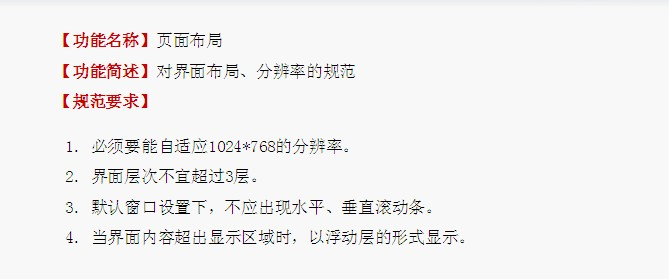 【功能名称】页面布局
【功能简述】对界面布局、分辨率的规范
【规范要求】
1. 必须要能自适应1024*768的分辨率。
2. 界面层次不宜超过3层。
3. 默认窗口设置下，不应出现水平、垂直滚动条。
4. 当界面内容超出显示区域时，以浮动层的形式显示。